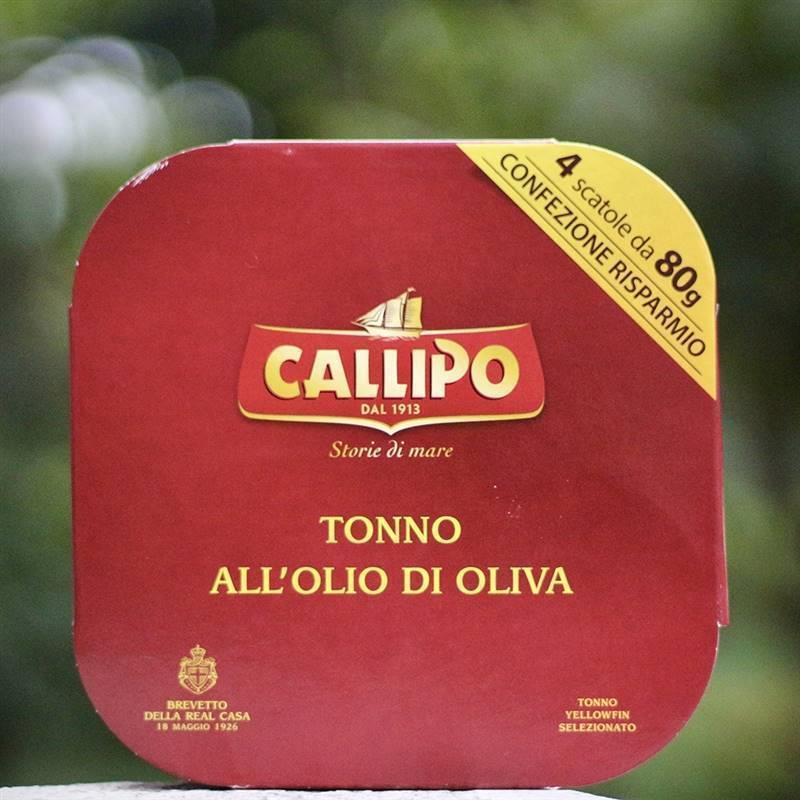 4 scatole da 80g
CONFEZIONE RISPARMIO
CALLIPO
DAL 1913
Storie di mare
TONNO
ALL'OLIO DI OLIVA
BREVETTO
DELLA REAL CASA
18 MAGGIO 1926
TONNO
YELLOWFIN
SELEZIONATO